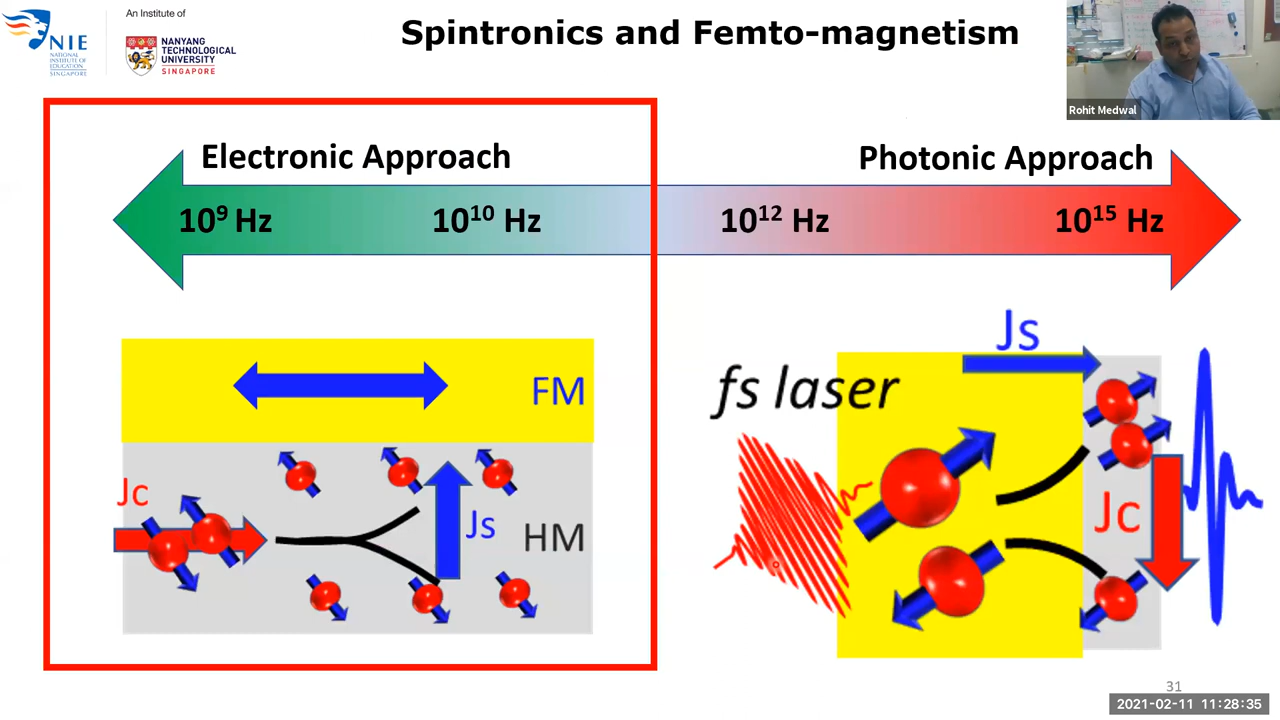 An Institute of
NIE
NATIONAL
INSTITUTE OF
EDUCATION
SINGAPORE
NANYANG
TECHNOLOGICAL
UNIVERSITY
SINGAPORE
Spintronics and Femto-magnetism
Rohit Medwal
Electronic Approach
Photonic Approach
10⁹ Hz
10¹⁰ Hz
10¹² Hz
10¹⁵ Hz
FM
Jc
Js
HM
Js
fs laser
Jc
31
2021-02-11 11:28:35